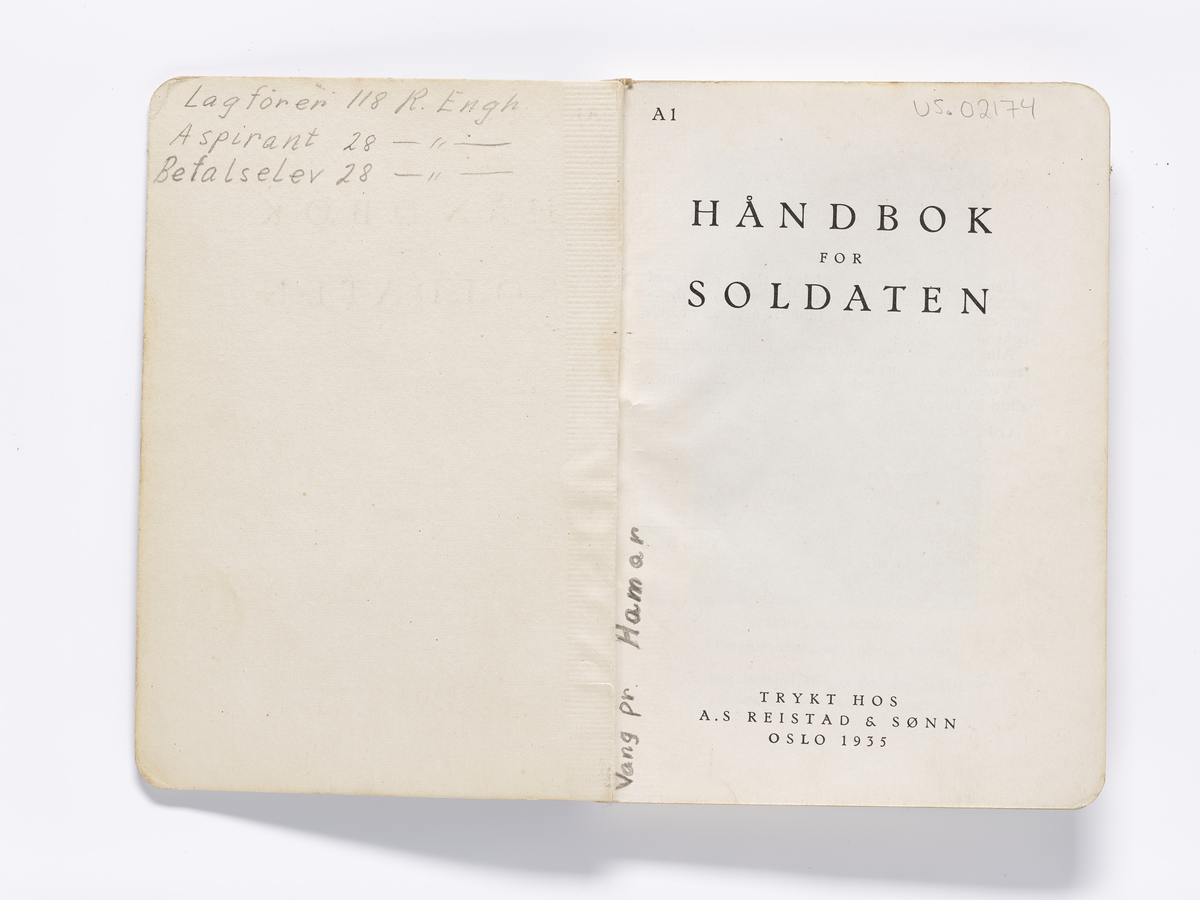 Lagförer 118 R. Engh
Aspirant 28 — " —
Befalselev 28 — " —
A1
US. 02174
HÅNDBOK
FOR
SOLDATEN
Vang pr. Hamar
TRYKT HOS
A.S REISTAD & SØNN
OSLO 1935